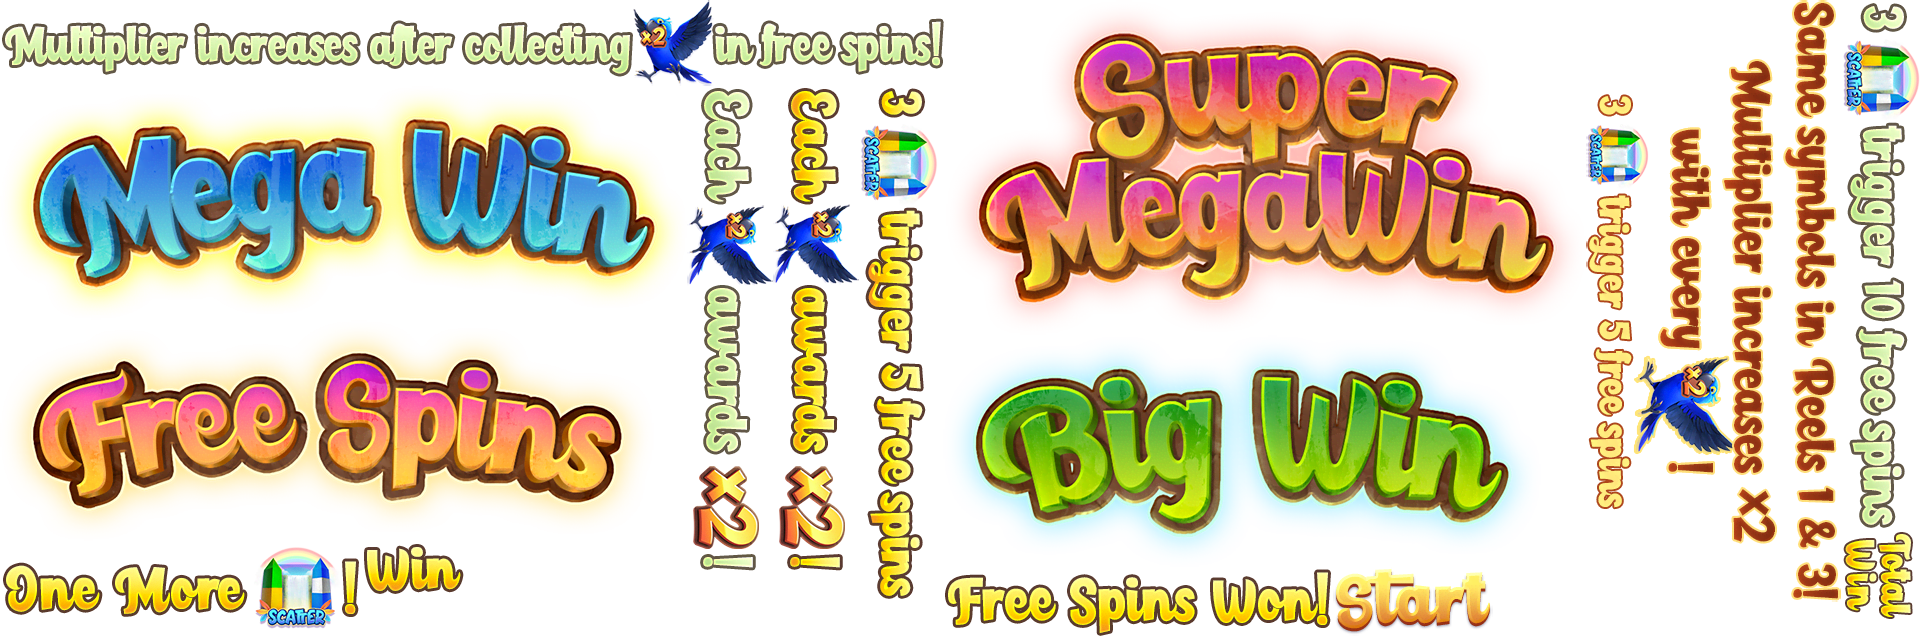 Multiplier increases after collecting x2 in free spins!
Mega Win
Free Spins
One More SCATTER !
Win
Each x2 awards x2!
Each x2 awards x2!
3 SCATTER trigger 5 free spins
Super
MegaWin
Big Win
Free Spins Won!
Start
3 SCATTER trigger 5 free spins
Multiplier increases x2
with every x2 !
Same symbols in Reels 1 & 3!
3 SCATTER trigger 10 free spins
Total
Win